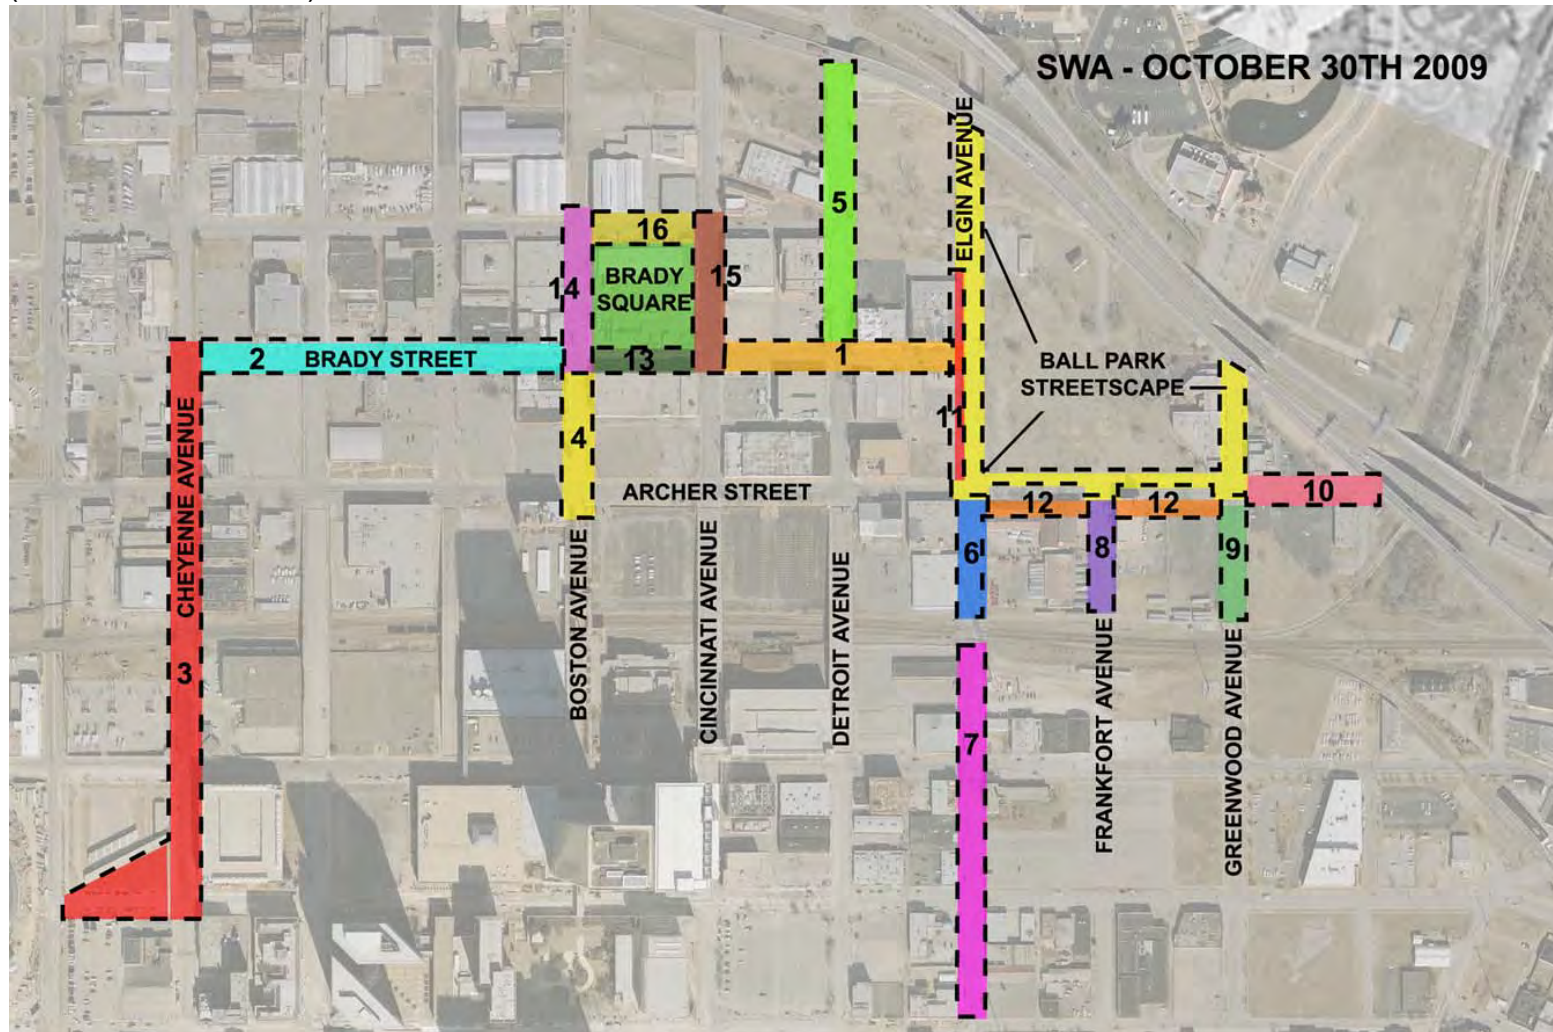 SWA - OCTOBER 30TH 2009
ELGIN AVENUE
5
16
BRADY
SQUARE
15
14
13
1
2
BRADY STREET
BALL PARK
STREETSCAPE
11
CHEYENNE AVENUE
4
ARCHER STREET
10
12
12
6
8
9
BOSTON AVENUE
CINCINNATI AVENUE
DETROIT AVENUE
FRANKFORT AVENUE
GREENWOOD AVENUE
3
7